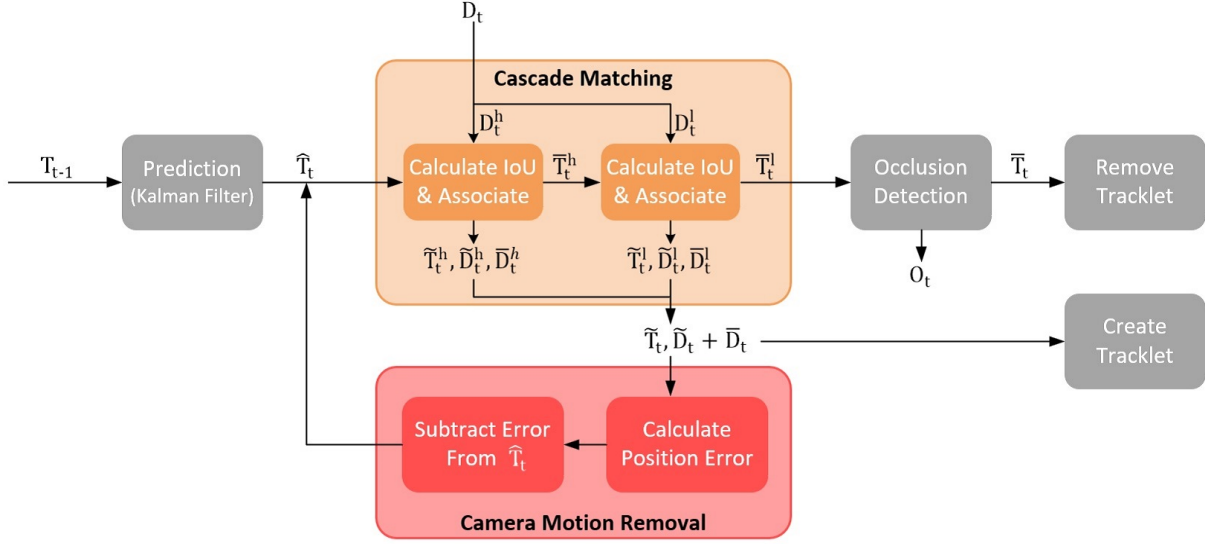 D_t
Cascade Matching
D_t^h
D_t^l
T_{t-1}
Prediction
(Kalman Filter)
T̂_t
Calculate IoU
& Associate
T̅_t^h
Calculate IoU
& Associate
T̅_t^l
Occlusion
Detection
T̅_t
Remove
Tracklet
T̃_t^h, D̃_t^h, D̅_t^h
T̃_t^l, D̃_t^l, D̅_t^l
O_t
T̃_t, D̃_t + D̅_t
Create
Tracklet
Subtract Error
From T̂_t
Calculate
Position Error
Camera Motion Removal